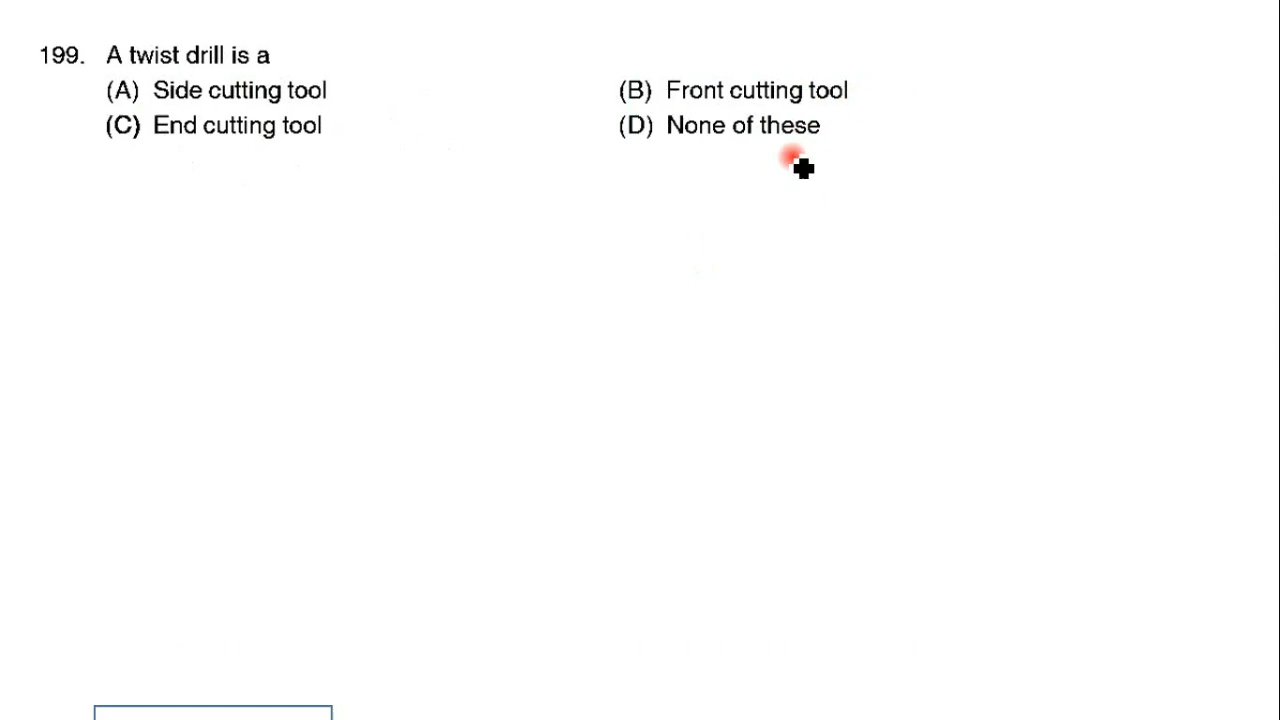 199. A twist drill is a
(A) Side cutting tool (B) Front cutting tool
(C) End cutting tool (D) None of these